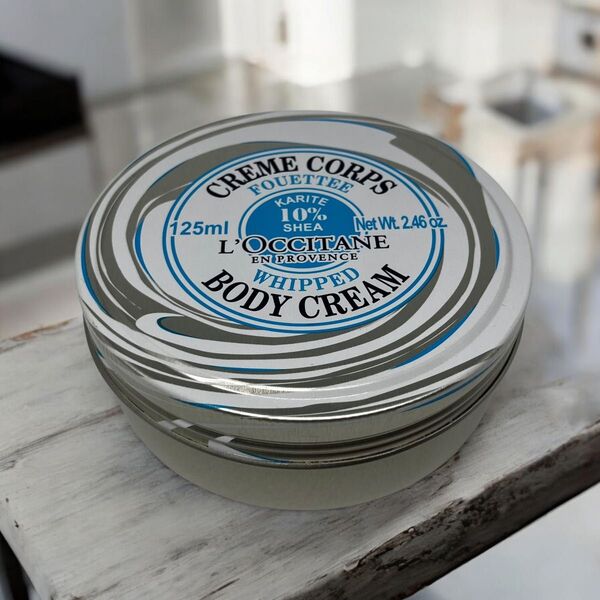 CREME CORPS
FOUETTEE
KARITE
10%
SHEA
125ml
Net Wt. 2.46 oz.
L'OCCITANE
EN PROVENCE
WHIPPED
BODY CREAM